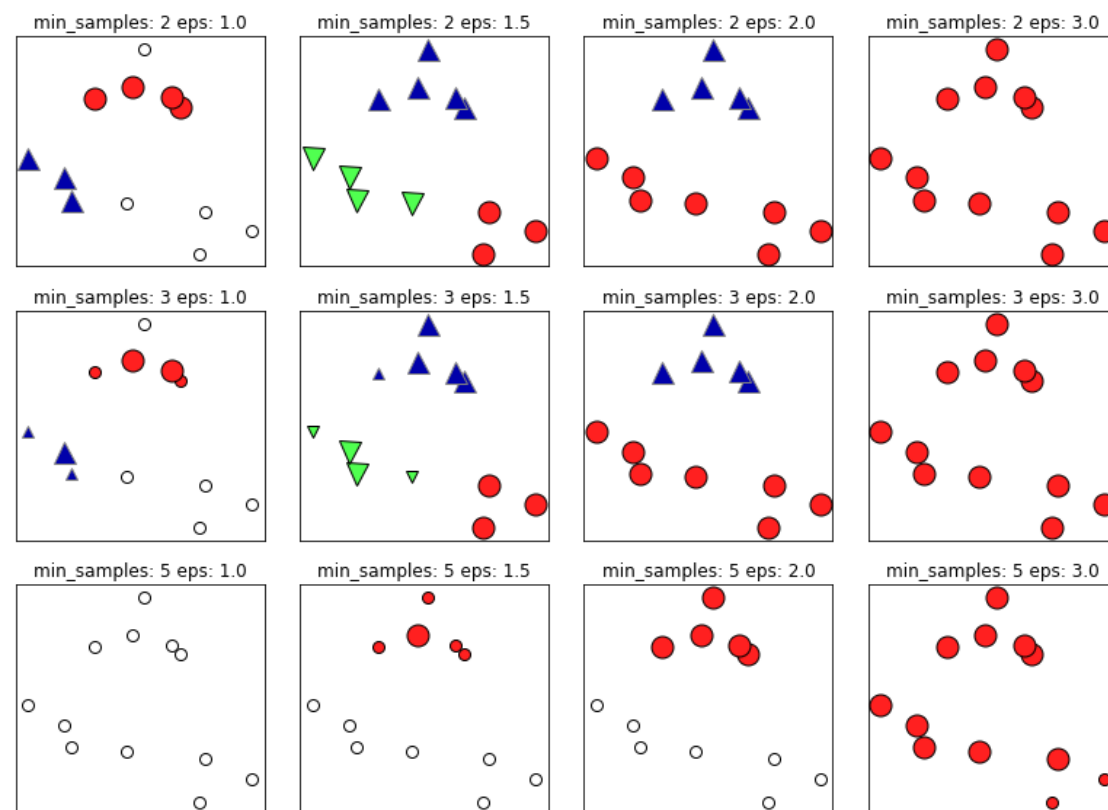 min_samples: 2 eps: 1.0
min_samples: 2 eps: 1.5
min_samples: 2 eps: 2.0
min_samples: 2 eps: 3.0
min_samples: 3 eps: 1.0
min_samples: 3 eps: 1.5
min_samples: 3 eps: 2.0
min_samples: 3 eps: 3.0
min_samples: 5 eps: 1.0
min_samples: 5 eps: 1.5
min_samples: 5 eps: 2.0
min_samples: 5 eps: 3.0